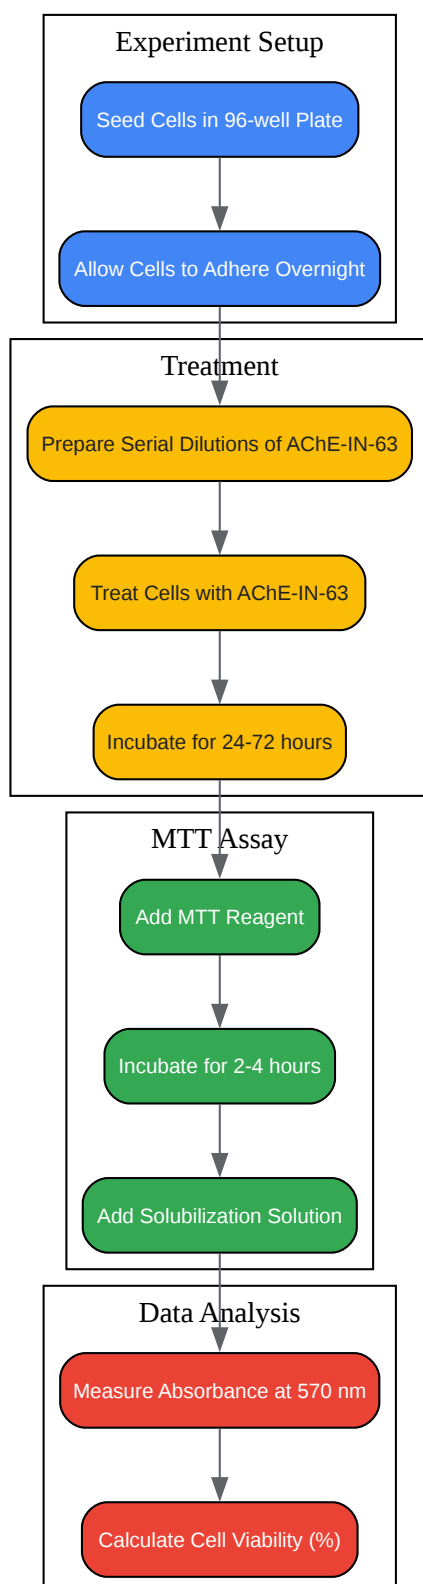 Experiment Setup
Seed Cells in 96-well Plate
Allow Cells to Adhere Overnight
Treatment
Prepare Serial Dilutions of AChE-IN-63
Treat Cells with AChE-IN-63
Incubate for 24-72 hours
MTT Assay
Add MTT Reagent
Incubate for 2-4 hours
Add Solubilization Solution
Data Analysis
Measure Absorbance at 570 nm
Calculate Cell Viability (%)